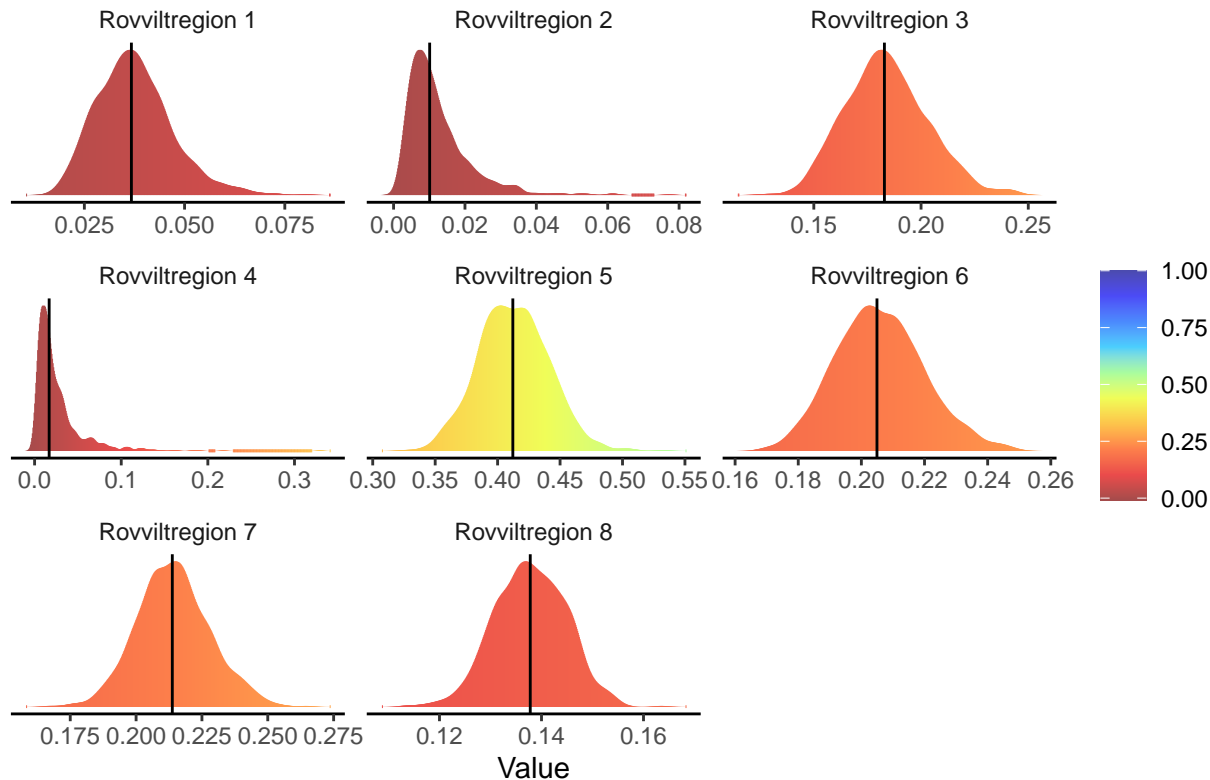 Rovviltregion 1
Rovviltregion 2
Rovviltregion 3
0.025 0.050 0.075
0.00 0.02 0.04 0.06 0.08
0.15 0.20 0.25
Rovviltregion 4
Rovviltregion 5
Rovviltregion 6
0.0 0.1 0.2 0.3
0.30 0.35 0.40 0.45 0.50 0.55
0.16 0.18 0.20 0.22 0.24 0.26
1.00
0.75
0.50
0.25
0.00
Rovviltregion 7
Rovviltregion 8
0.175 0.200 0.225 0.250 0.275
0.12 0.14 0.16
Value